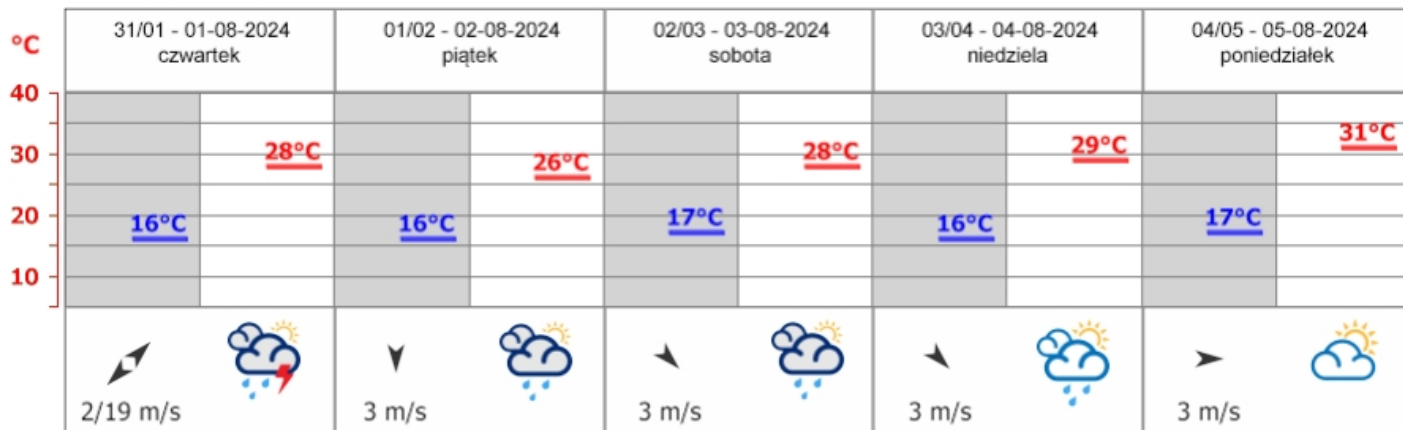 °C
31/01 - 01-08-2024
czwartek
01/02 - 02-08-2024
piątek
02/03 - 03-08-2024
sobota
03/04 - 04-08-2024
niedziela
04/05 - 05-08-2024
poniedziałek
40
30
20
10
16°C
28°C
16°C
26°C
17°C
28°C
16°C
29°C
17°C
31°C
2/19 m/s
3 m/s
3 m/s
3 m/s
3 m/s